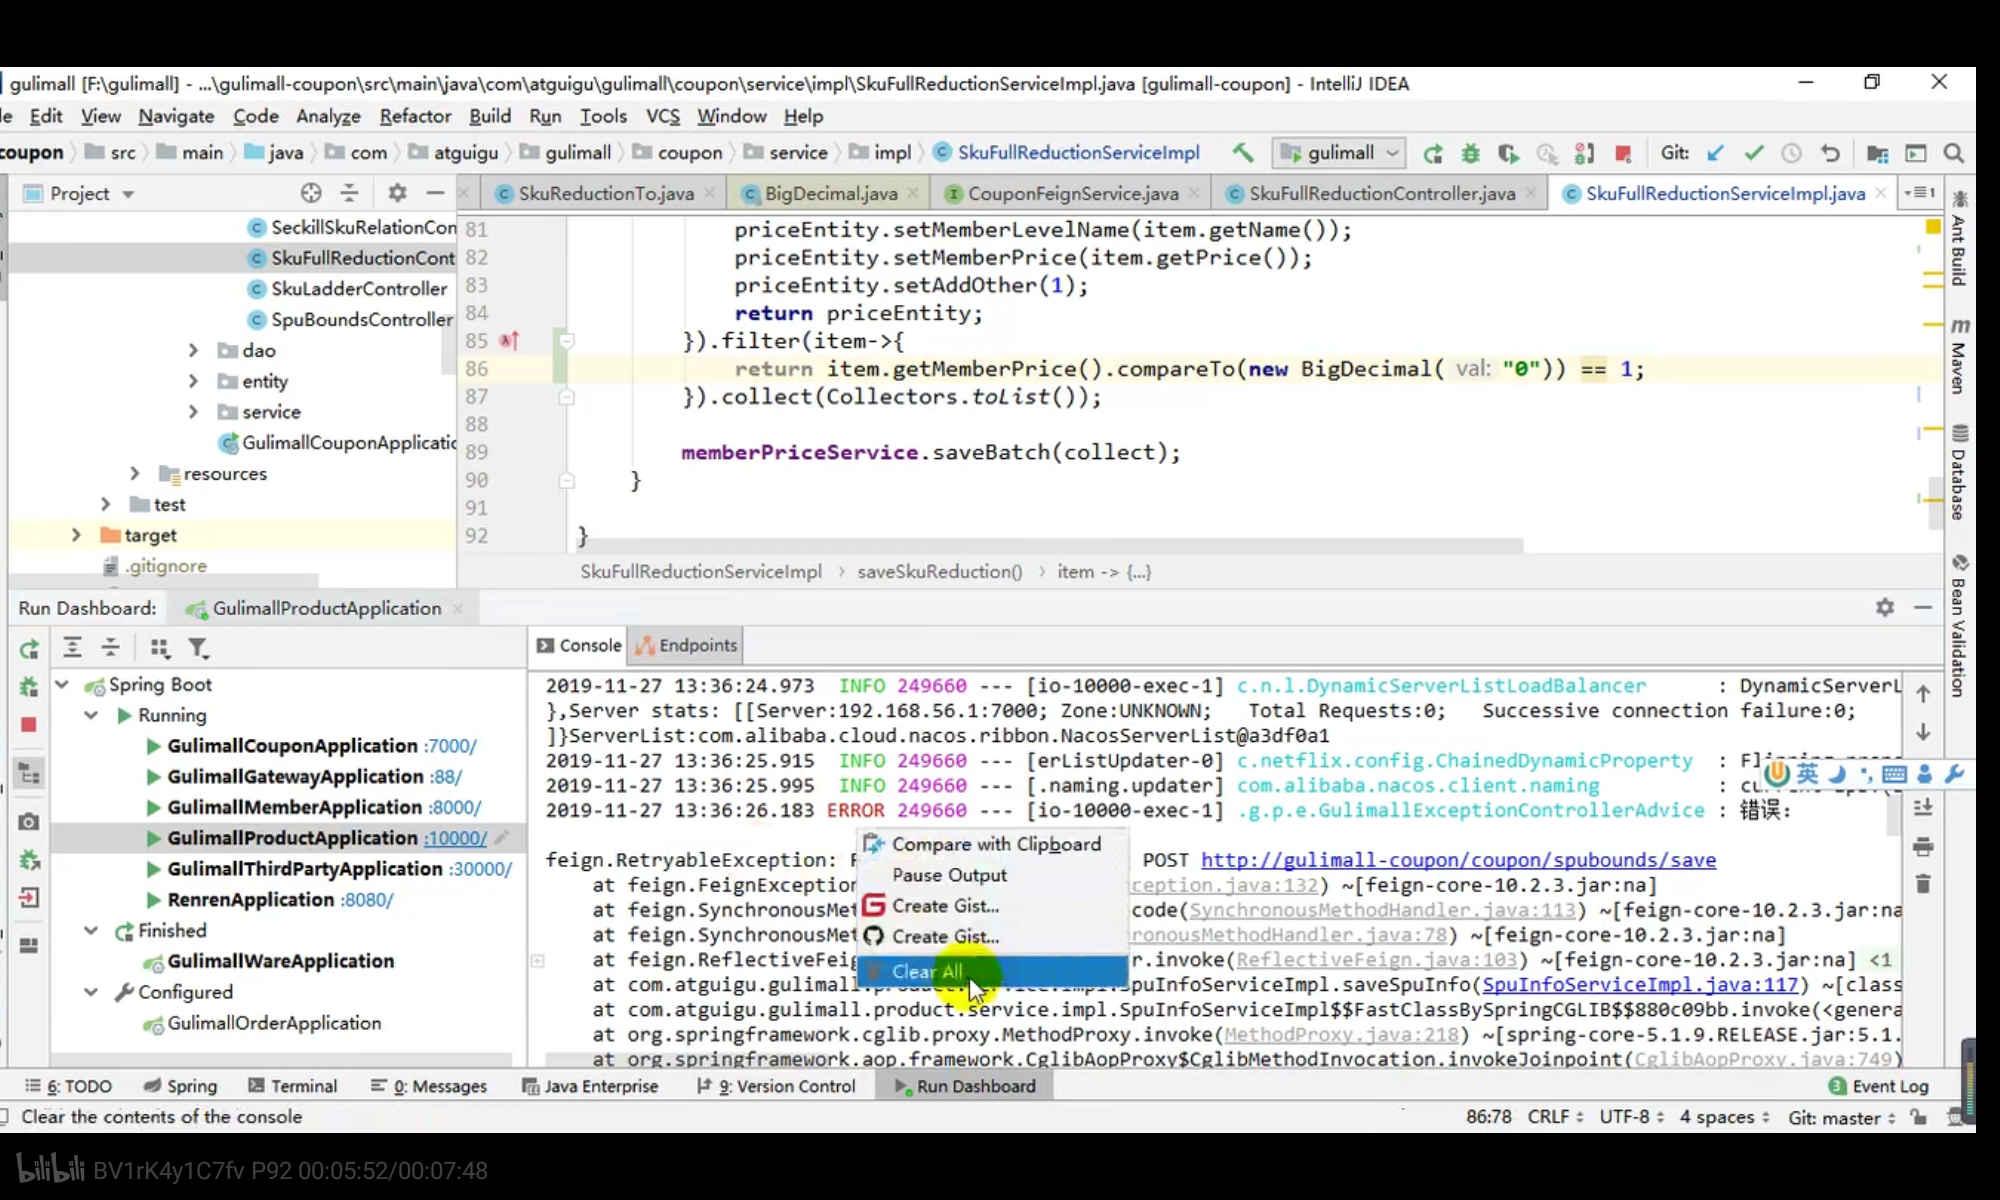 gulimall [F:\gulimall] - ...\gulimall-coupon\src\main\java\com\atguigu\gulimall\coupon\service\impl\SkuFullReductionServiceImpl.java [gulimall-coupon] - IntelliJ IDEA
Edit View Navigate Code Analyze Refactor Build Run Tools VCS Window Help
coupon src main java com atguigu gulimall coupon service impl SkuFullReductionServiceImpl gulimall Git:
Project SkuReductionTo.java BigDecimal.java CouponFeignService.java SkuFullReductionController.java SkuFullReductionServiceImpl.java
SeckillSkuRelationCon
SkuFullReductionCont
SkuLadderController
SpuBoundsController
dao
entity
service
GulimallCouponApplicatio
resources
test
target
.gitignore
81 priceEntity.setMemberLevelName(item.getName());
82 priceEntity.setMemberPrice(item.getPrice());
83 priceEntity.setAddOther(1);
84 return priceEntity;
85 }).filter(item->{
86 return item.getMemberPrice().compareTo(new BigDecimal( val: "0")) == 1;
87 }).collect(Collectors.toList());
88
89 memberPriceService.saveBatch(collect);
90 }
91
92 }
SkuFullReductionServiceImpl › saveSkuReduction() › item -> {...}
Ant Build
Maven
Database
Bean Validation
Run Dashboard: GulimallProductApplication
Console Endpoints
Spring Boot
Running
GulimallCouponApplication :7000/
GulimallGatewayApplication :88/
GulimallMemberApplication :8000/
GulimallProductApplication :10000/
GulimallThirdPartyApplication :30000/
RenrenApplication :8080/
Finished
GulimallWareApplication
Configured
GulimallOrderApplication
2019-11-27 13:36:24.973 INFO 249660 --- [io-10000-exec-1] c.n.l.DynamicServerListLoadBalancer : DynamicServerL
},Server stats: [[Server:192.168.56.1:7000; Zone:UNKNOWN; Total Requests:0; Successive connection failure:0;
]}ServerList:com.alibaba.cloud.nacos.ribbon.NacosServerList@a3df0a1
2019-11-27 13:36:25.915 INFO 249660 --- [erListUpdater-0] c.netflix.config.ChainedDynamicProperty :
2019-11-27 13:36:25.995 INFO 249660 --- [.naming.updater] com.alibaba.nacos.client.naming :
英
2019-11-27 13:36:26.183 ERROR 249660 --- [io-10000-exec-1] .g.p.e.GulimallExceptionControllerAdvice : 错误:
feign.RetryableException: POST http://gulimall-coupon/coupon/spubounds/save
at feign.FeignException ception.java:132) ~[feign-core-10.2.3.jar:na]
at feign.SynchronousMet code(SynchronousMethodHandler.java:113) ~[feign-core-10.2.3.jar:na
at feign.SynchronousMet ronousMethodHandler.java:78) ~[feign-core-10.2.3.jar:na]
at feign.ReflectiveFeig r.invoke(ReflectiveFeign.java:103) ~[feign-core-10.2.3.jar:na] <1
at com.atguigu.gulimall.product.service.impl.SpuInfoServiceImpl.saveSpuInfo(SpuInfoServiceImpl.java:117) ~[class
at com.atguigu.gulimall.product.service.impl.SpuInfoServiceImpl$$FastClassBySpringCGLIB$$880c09bb.invoke(<genera
at org.springframework.cglib.proxy.MethodProxy.invoke(MethodProxy.java:218) ~[spring-core-5.1.9.RELEASE.jar:5.1.
at org.springframework.aop.framework.CglibAopProxy$CglibMethodInvocation.invokeJoinpoint(CglibAopProxy.java:749)
Compare with Clipboard
Pause Output
Create Gist...
Create Gist...
Clear All
6: TODO Spring Terminal 0: Messages Java Enterprise 9: Version Control Run Dashboard 3 Event Log
Clear the contents of the console 86:78 CRLF UTF-8 4 spaces Git: master
bilibili BV1rK4y1C7fv P92 00:05:52/00:07:48